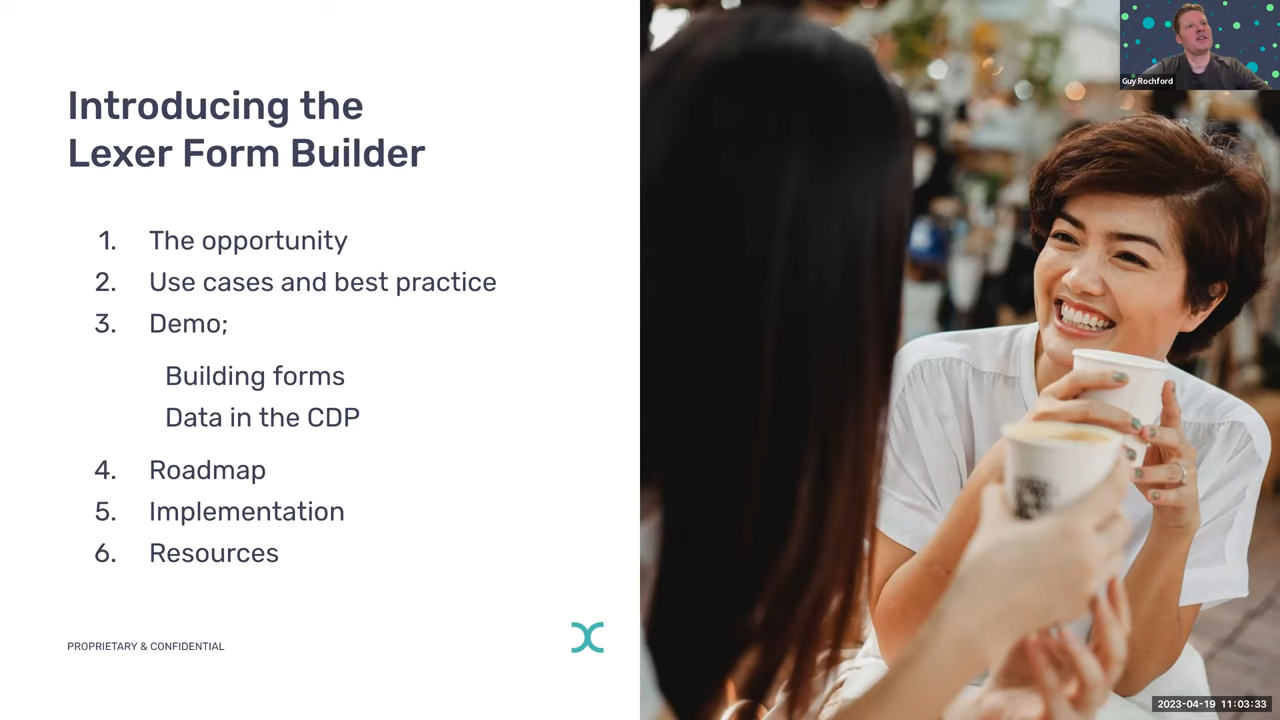 Introducing the
Lexer Form Builder
1. The opportunity
2. Use cases and best practice
3. Demo;
Building forms
Data in the CDP
4. Roadmap
5. Implementation
6. Resources
PROPRIETARY & CONFIDENTIAL
Guy Rochford
2023-04-19 11:03:33